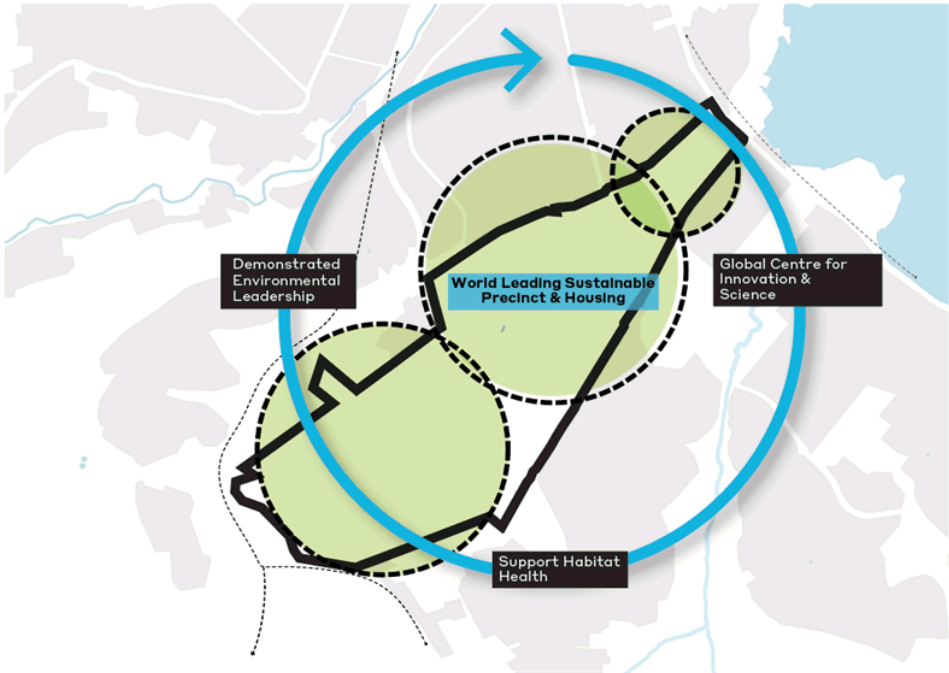 Demonstrated
Environmental
Leadership
World Leading Sustainable
Precinct & Housing
Global Centre for
Innovation &
Science
Support Habitat
Health